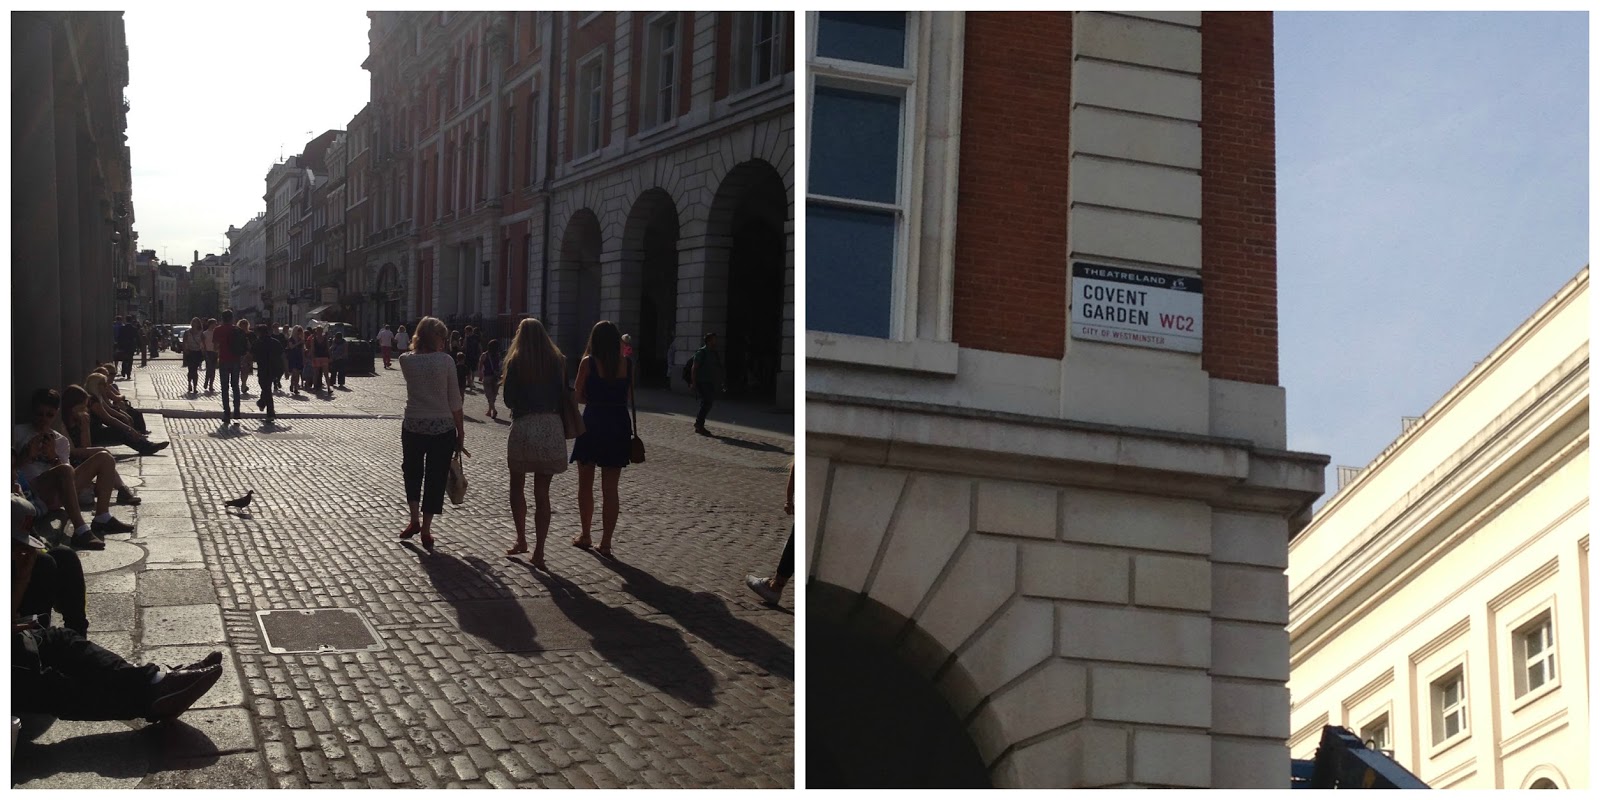 THEATRELAND
COVENT
GARDEN WC2
CITY OF WESTMINSTER